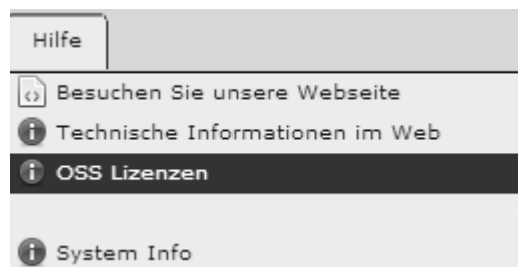 Hilfe
Besuchen Sie unsere Webseite
Technische Informationen im Web
OSS Lizenzen
System Info